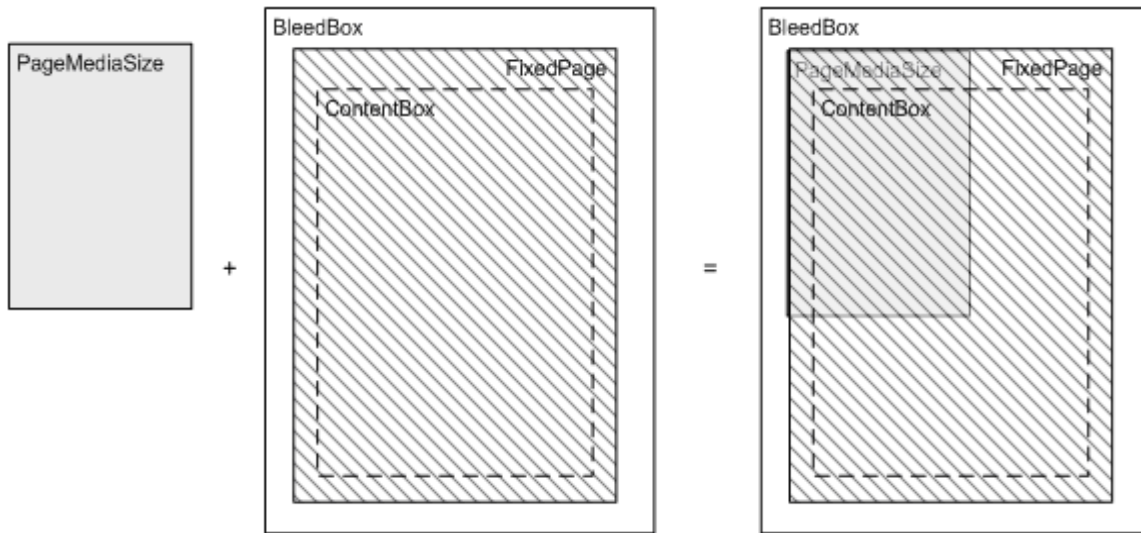 PageMediaSize
+
BleedBox
FixedPage
ContentBox
=
BleedBox
PageMediaSize
FixedPage
ContentBox